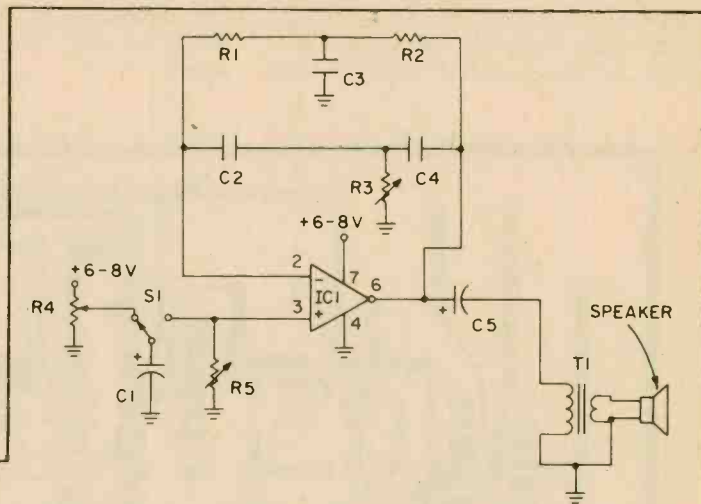 R1
R2
C3
C2
C4
R3
+6-8V
+6-8V
2
7
R4
S1
IC1
6
3
4
C5
SPEAKER
T1
C1
R5
-
+
+
+